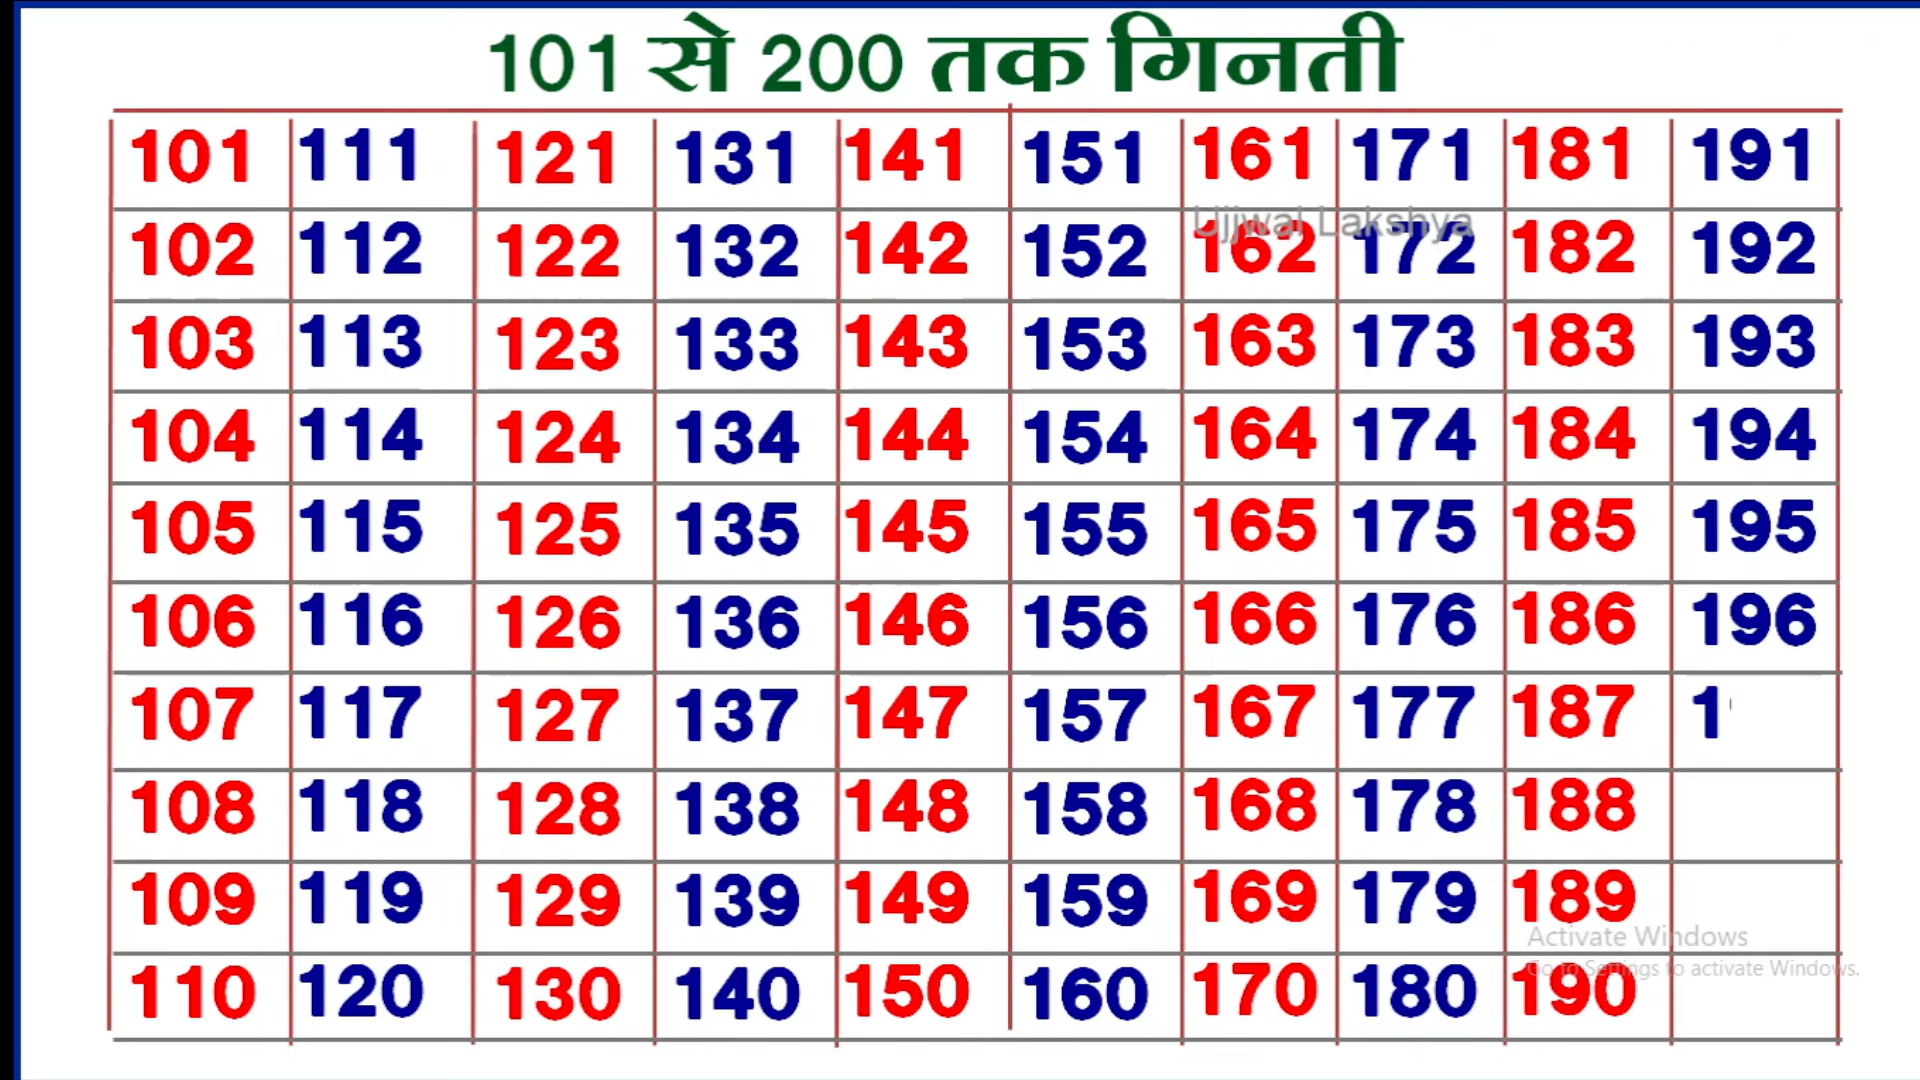 101 से 200 तक गिनती
101 111 121 131 141 151 161 171 181 191
Ujjwal Lakshya
102 112 122 132 142 152 162 172 182 192
103 113 123 133 143 153 163 173 183 193
104 114 124 134 144 154 164 174 184 194
105 115 125 135 145 155 165 175 185 195
106 116 126 136 146 156 166 176 186 196
107 117 127 137 147 157 167 177 187 1
108 118 128 138 148 158 168 178 188
109 119 129 139 149 159 169 179 189
Activate Windows
Go to Settings to activate Windows.
110 120 130 140 150 160 170 180 190